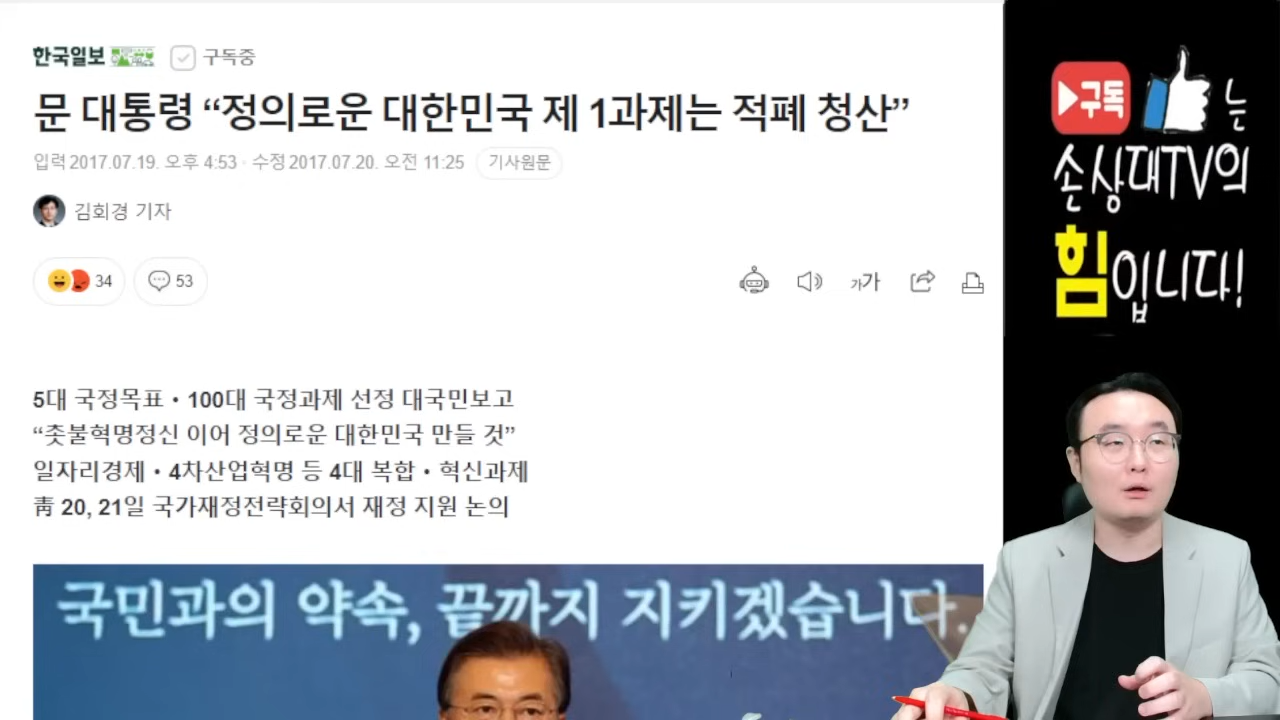 한국일보 구독중
문 대통령 “정의로운 대한민국 제 1과제는 적폐 청산”
입력 2017.07.19. 오후 4:53 · 수정 2017.07.20. 오전 11:25 기사원문
김회경 기자
34 53
가가
5대 국정목표·100대 국정과제 선정 대국민보고
“촛불혁명정신 이어 정의로운 대한민국 만들 것”
일자리경제·4차산업혁명 등 4대 복합·혁신과제
靑 20, 21일 국가재정전략회의서 재정 지원 논의
국민과의 약속, 끝까지 지키겠습니다.
구독 는
손상대TV의
힘입니다!